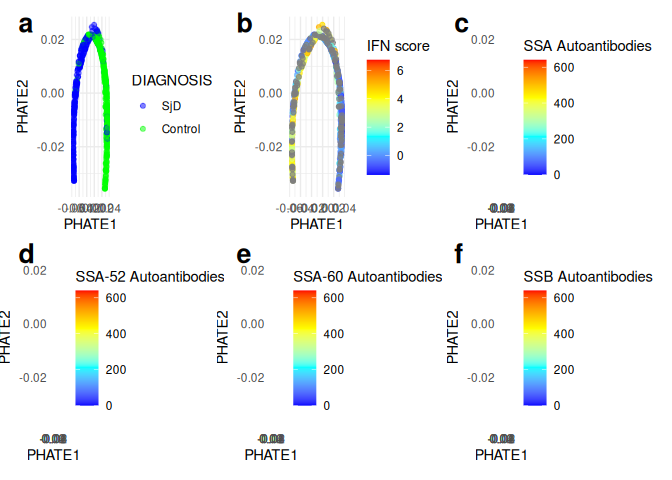 a
b
c
DIAGNOSIS
SjD
Control
0.02
0.00
-0.02
PHATE2
PHATE1
IFN score
6
4
2
0
0.02
0.00
-0.02
PHATE2
PHATE1
SSA Autoantibodies
600
400
200
0
0.02
0.00
-0.02
PHATE2
PHATE1
d
e
f
SSA-52 Autoantibodies
600
400
200
0
0.02
0.00
-0.02
PHATE2
PHATE1
SSA-60 Autoantibodies
600
400
200
0
0.02
0.00
-0.02
PHATE2
PHATE1
SSB Autoantibodies
600
400
200
0
0.02
0.00
-0.02
PHATE2
PHATE1